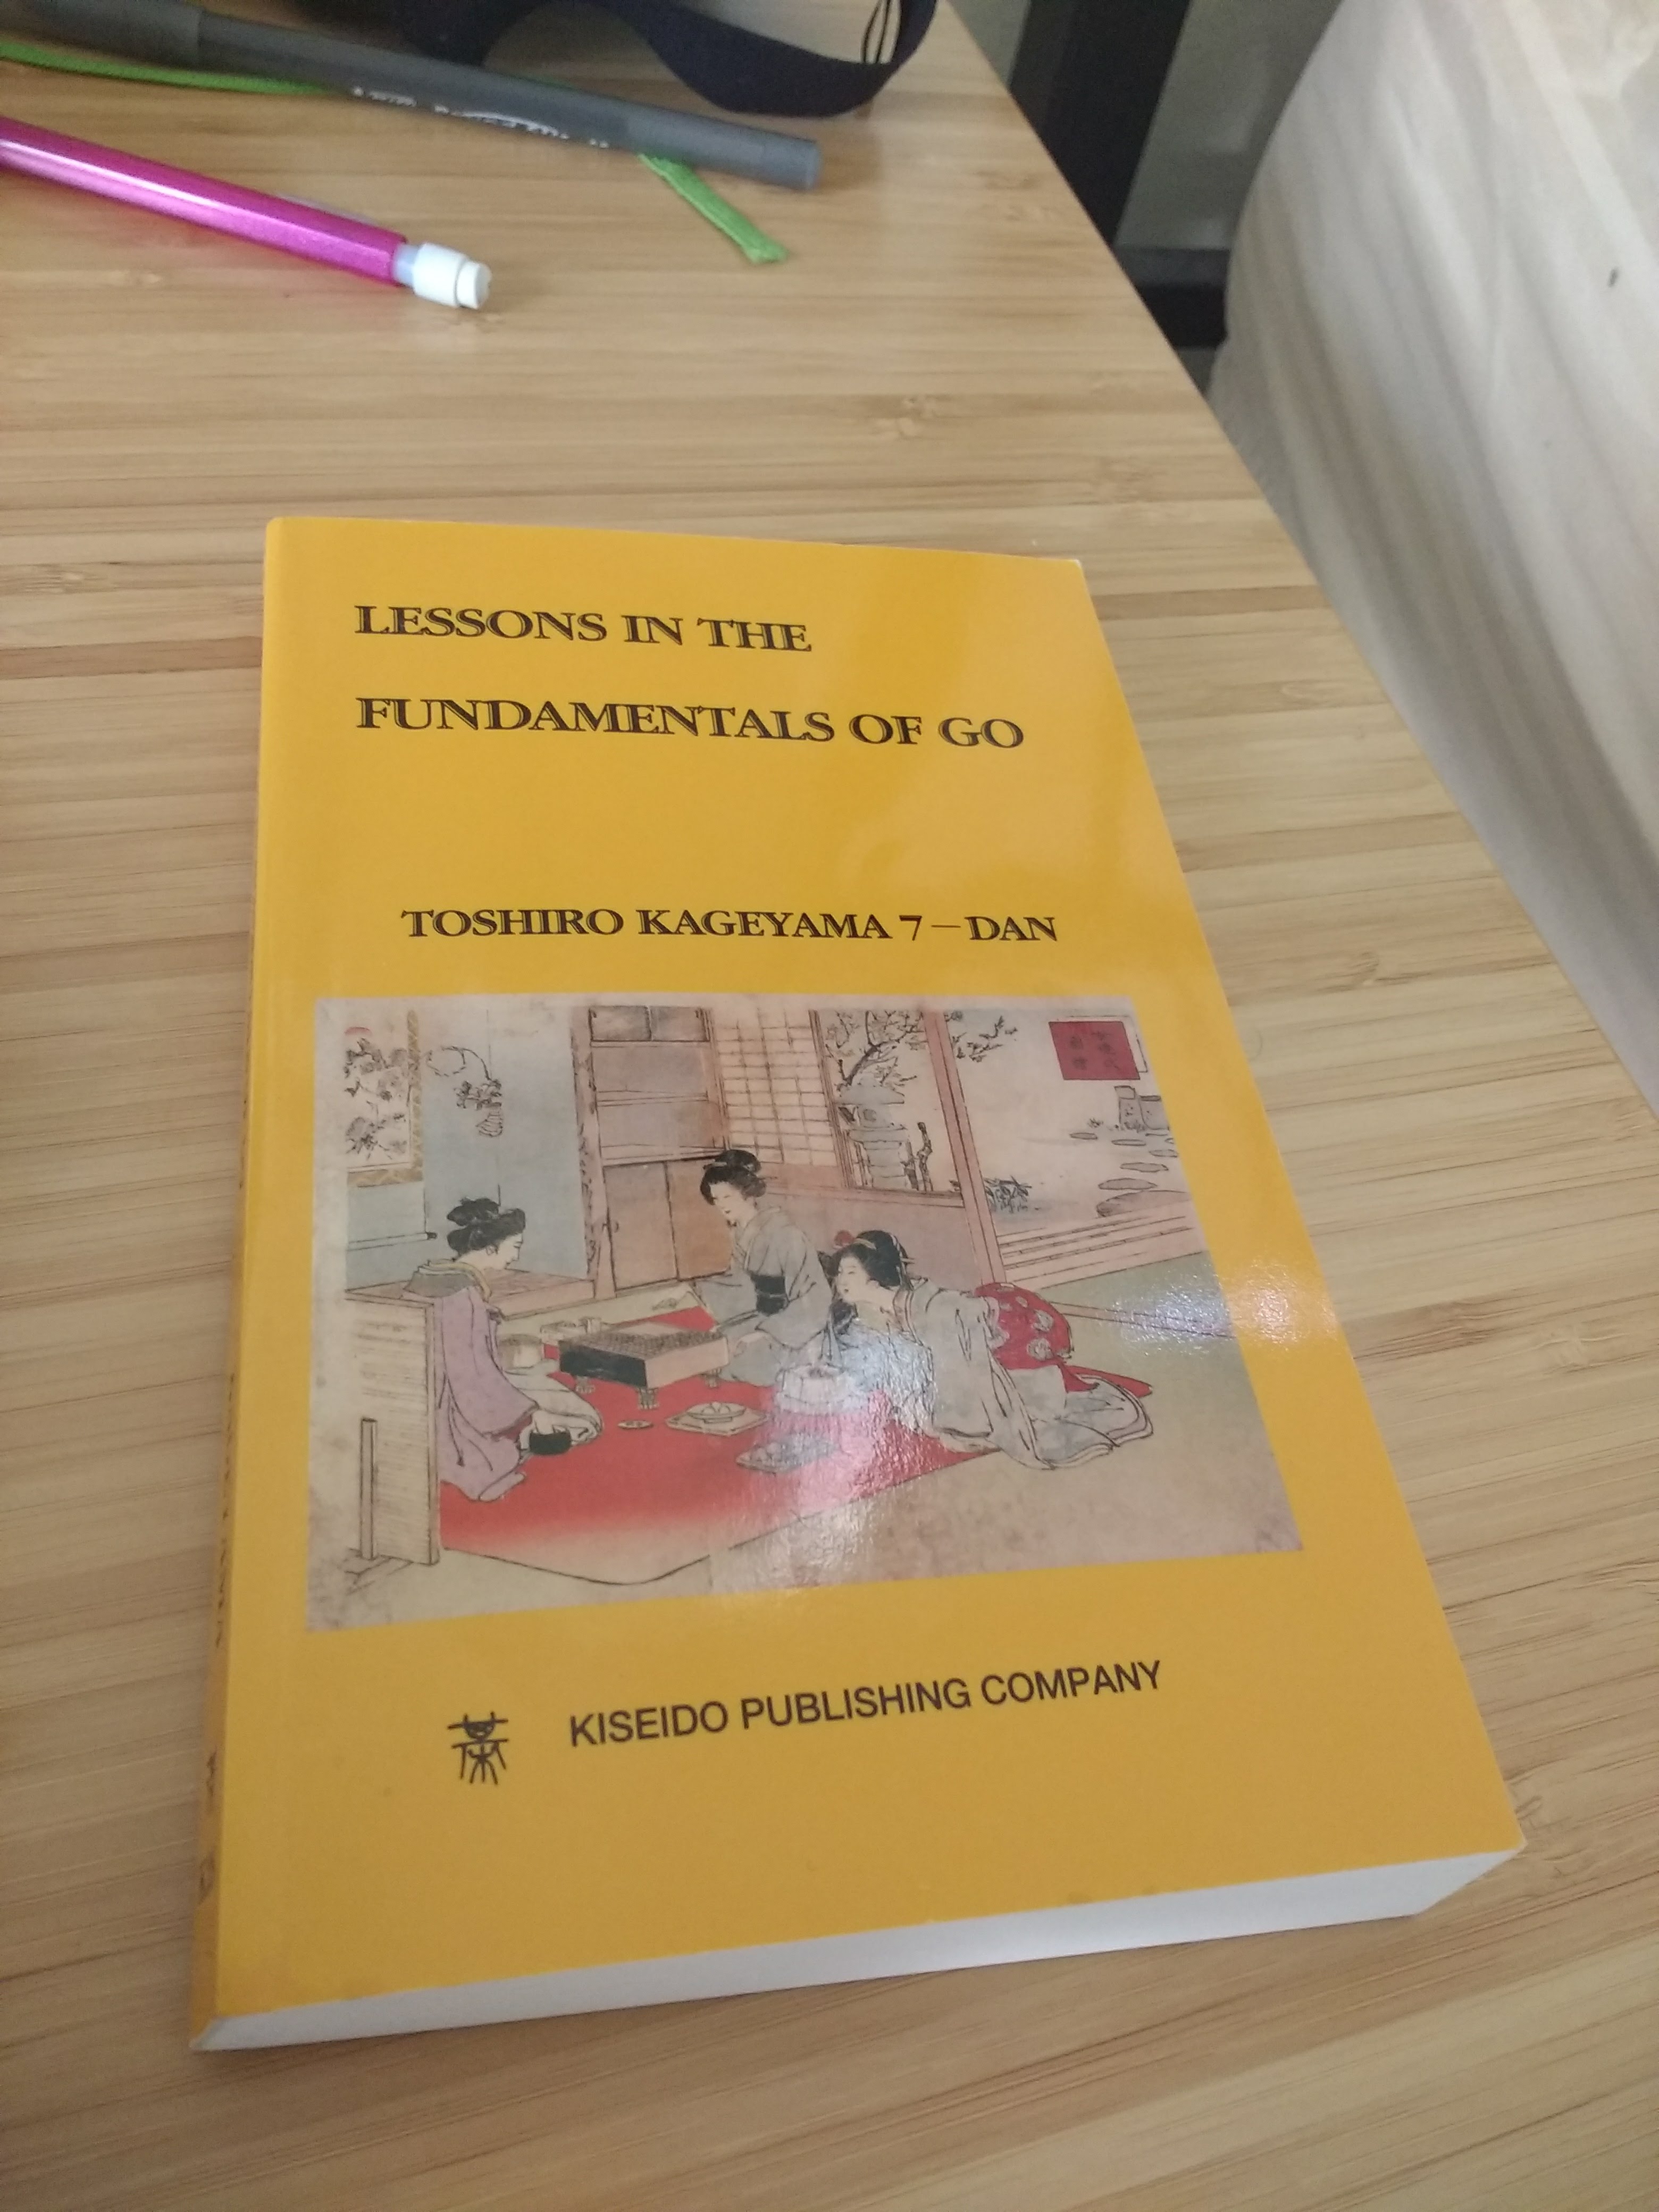 LESSONS IN THE
FUNDAMENTALS OF GO
TOSHIRO KAGEYAMA 7－DAN
KISEIDO PUBLISHING COMPANY